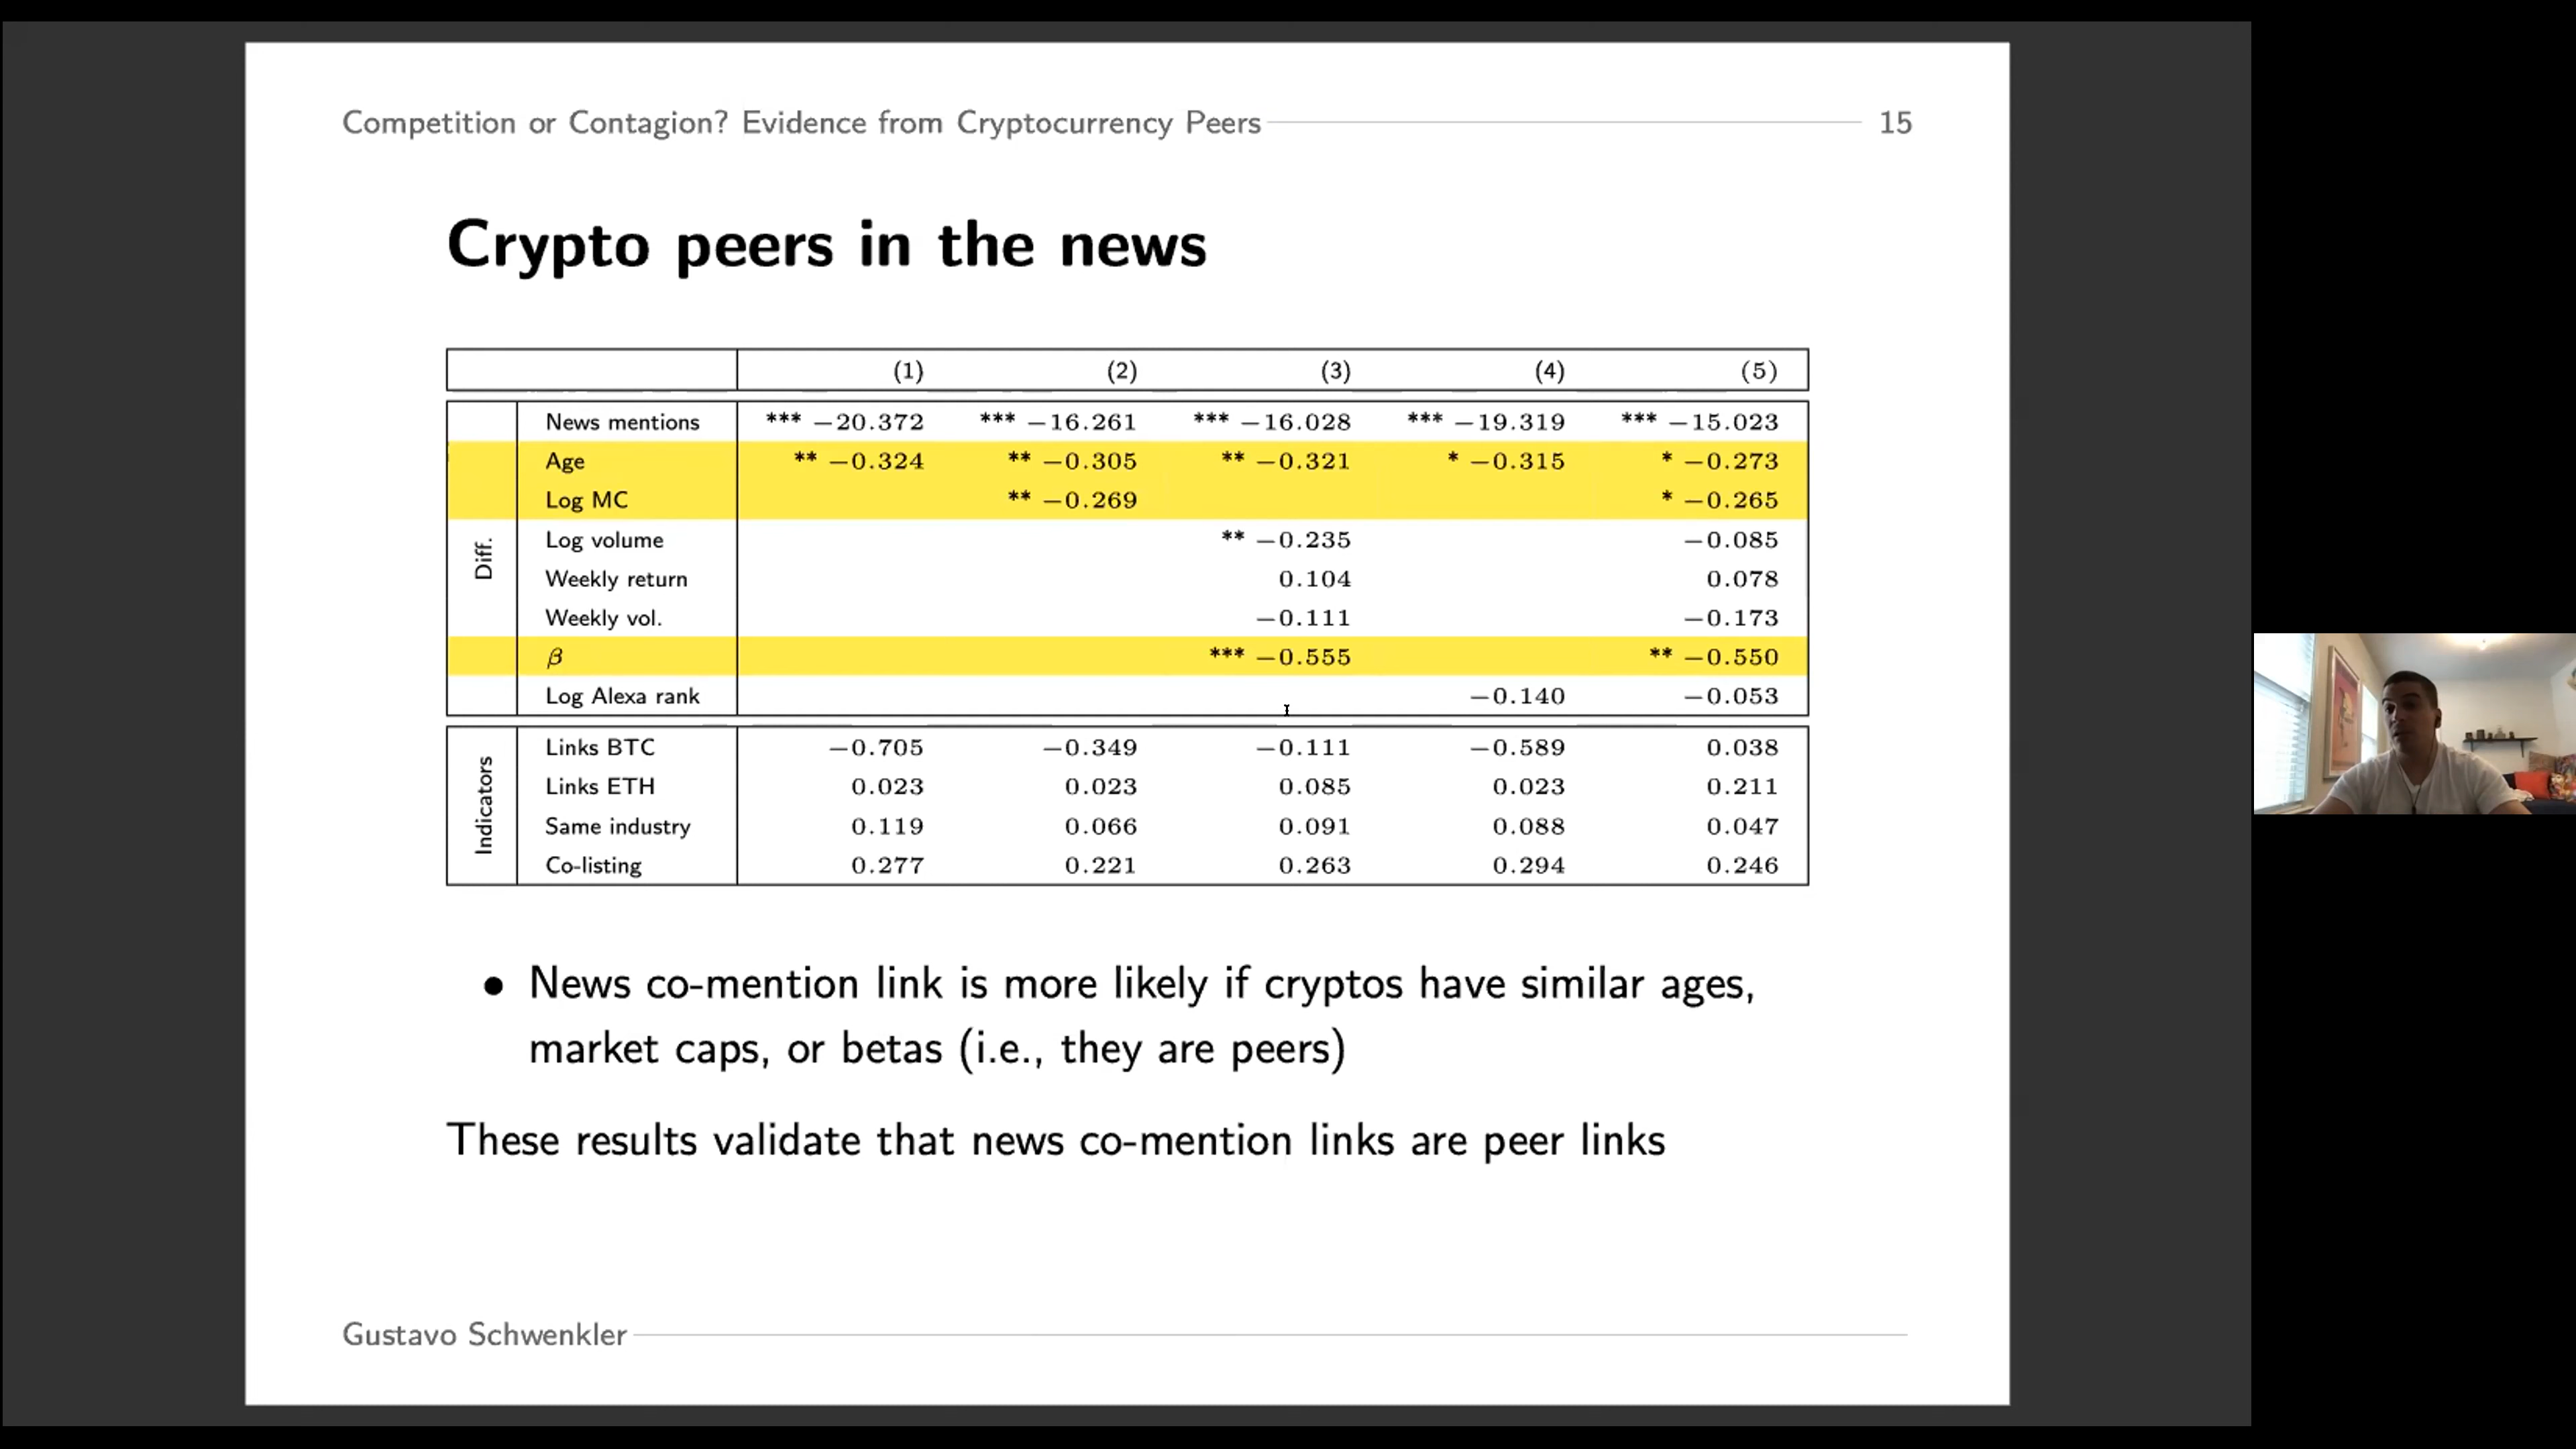 Competition or Contagion? Evidence from Cryptocurrency Peers 15
Crypto peers in the news
(1) (2) (3) (4) (5)
Diff.
News mentions *** −20.372 *** −16.261 *** −16.028 *** −19.319 *** −15.023
Age ** −0.324 ** −0.305 ** −0.321 * −0.315 * −0.273
Log MC ** −0.269 * −0.265
Log volume ** −0.235 −0.085
Weekly return 0.104 0.078
Weekly vol. −0.111 −0.173
β *** −0.555 ** −0.550
Log Alexa rank −0.140 −0.053
Indicators
Links BTC −0.705 −0.349 −0.111 −0.589 0.038
Links ETH 0.023 0.023 0.085 0.023 0.211
Same industry 0.119 0.066 0.091 0.088 0.047
Co-listing 0.277 0.221 0.263 0.294 0.246
• News co-mention link is more likely if cryptos have similar ages,
market caps, or betas (i.e., they are peers)
These results validate that news co-mention links are peer links
Gustavo Schwenkler